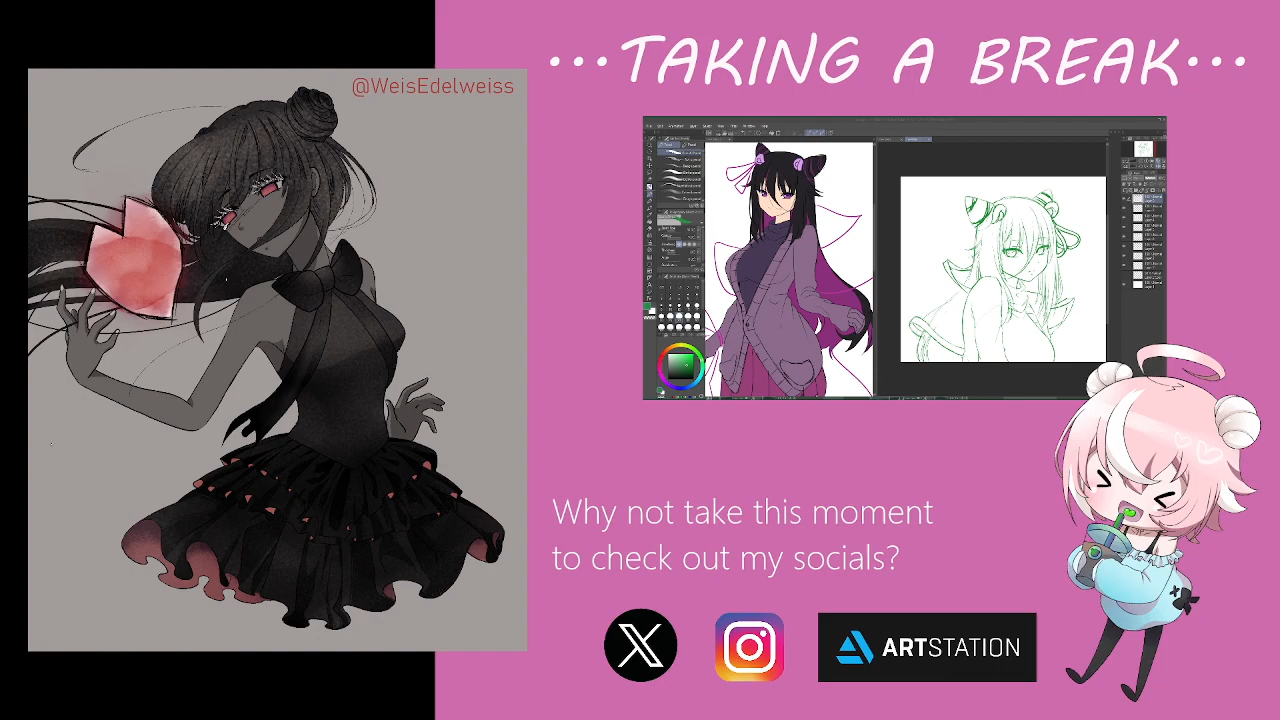 ...TAKING A BREAK...
@WeisEdelweiss
Why not take this moment
to check out my socials?
ARTSTATION